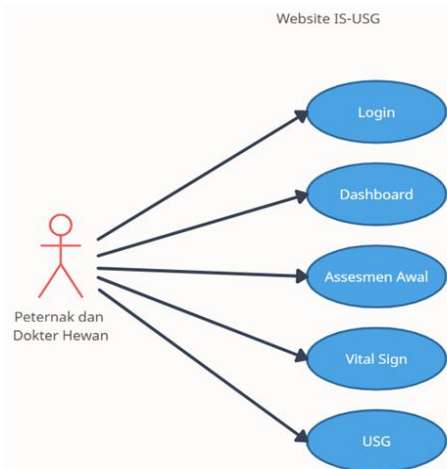 Website IS-USG
Login
Dashboard
Assesmen Awal
Vital Sign
USG
Peternak dan
Dokter Hewan